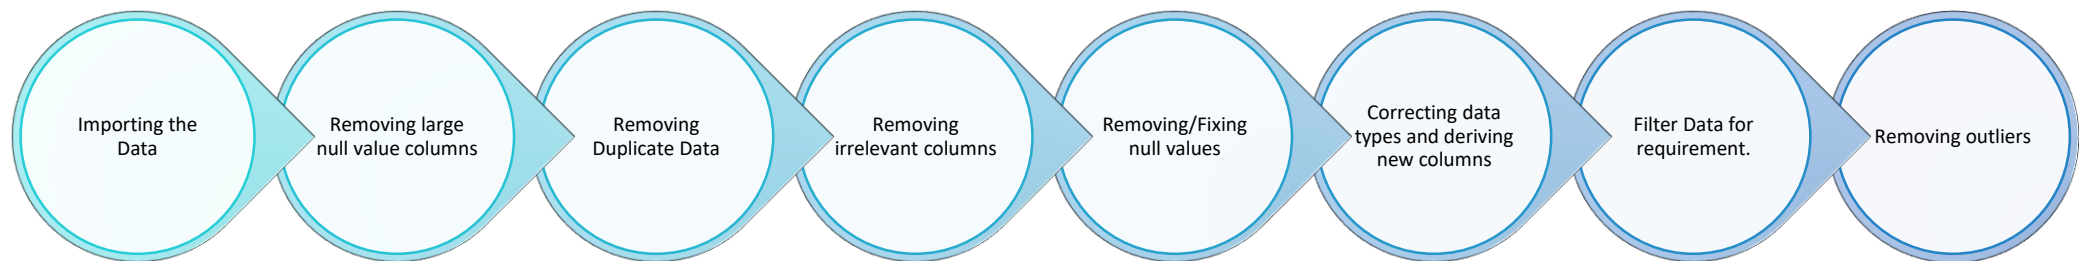 Importing the
Data
Removing large
null value columns
Removing
Duplicate Data
Removing
irrelevant columns
Removing/Fixing
null values
Correcting data
types and deriving
new columns
Filter Data for
requirement.
Removing outliers